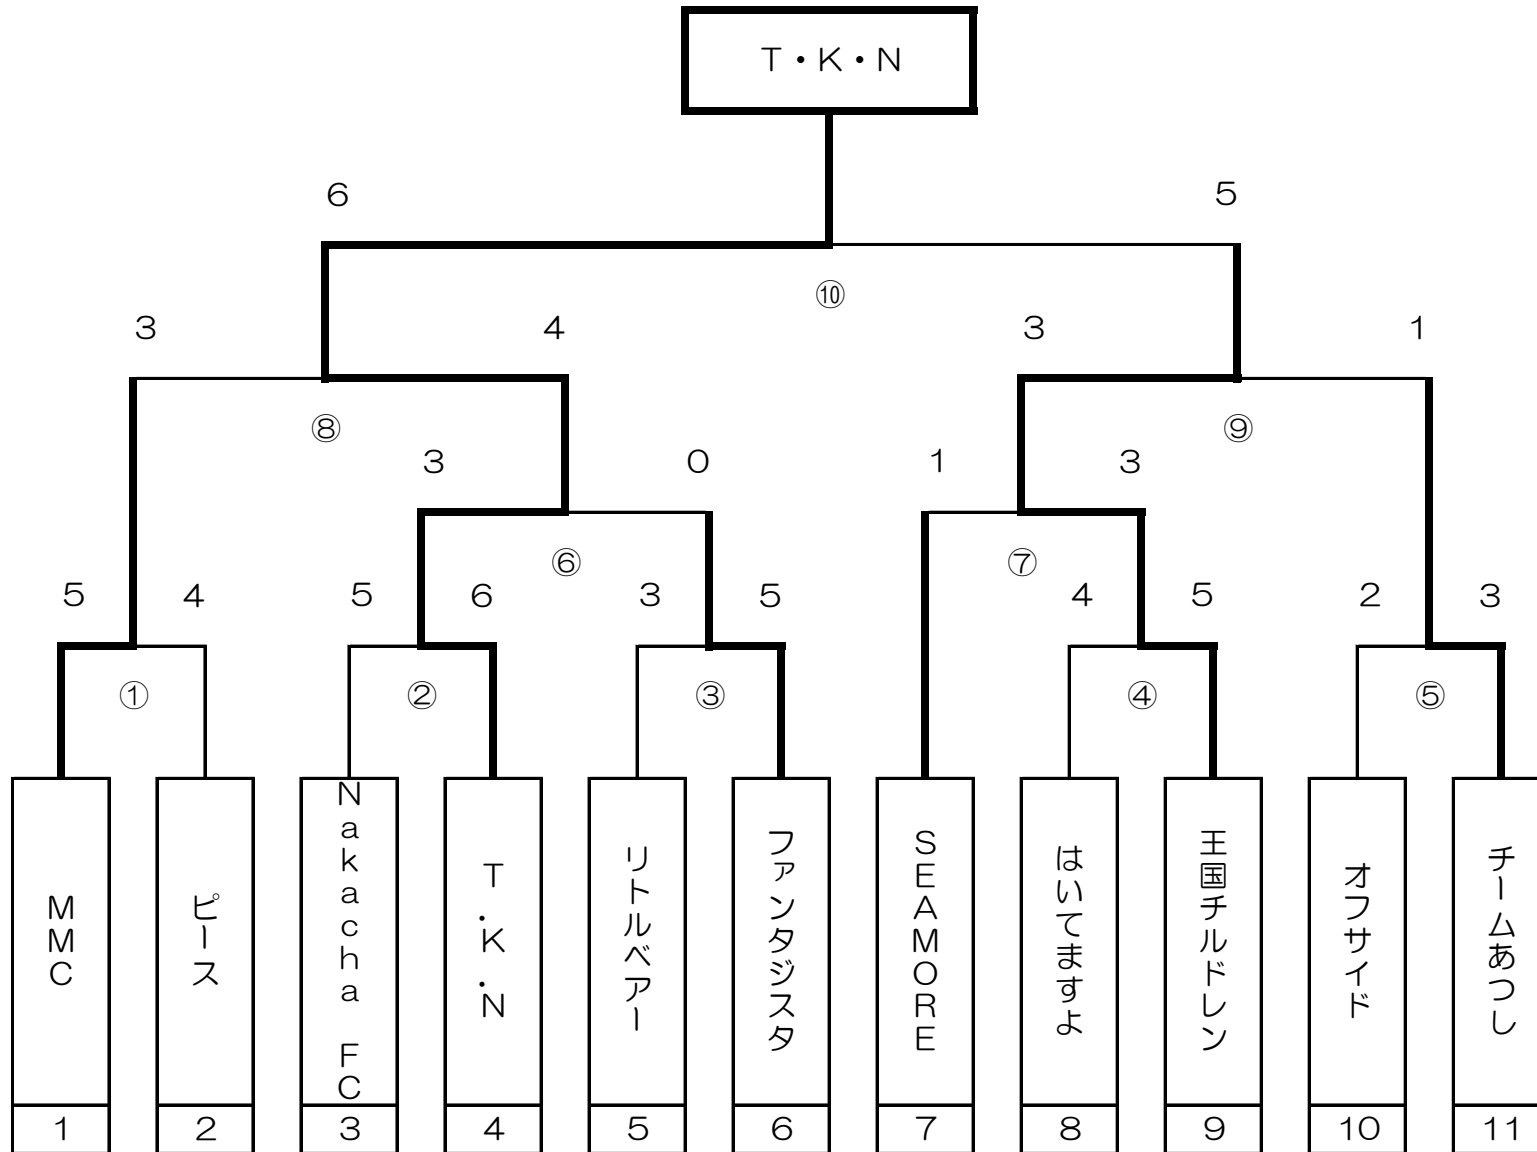 T・K・N
6 5
⑩
3 4 3 1
⑧ ⑨
3 0 1 3
⑥ ⑦
5 4 5 6 3 5 4 5 2 3
① ② ③ ④ ⑤
MMC
ピース
Nakacha FC
T・K・N
リトルベアー
ファンタジスタ
SEAMORE
はいてますよ
王国チルドレン
オフサイド
チームあつし
1 2 3 4 5 6 7 8 9 10 11